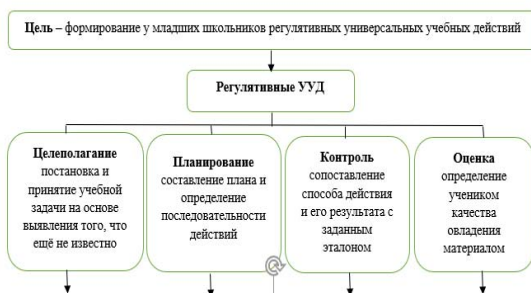 Цель – формирование у младших школьников регулятивных универсальных учебных действий
Регулятивные УУД
Целеполагание
постановка и
принятие учебной
задачи на основе
выявления того, что
ещё не известно
Планирование
составление плана и
определение
последовательности
действий
Контроль
сопоставление
способа действия
и его результата с
заданным
эталоном
Оценка
определение
учеником
качества
овладения
материалом